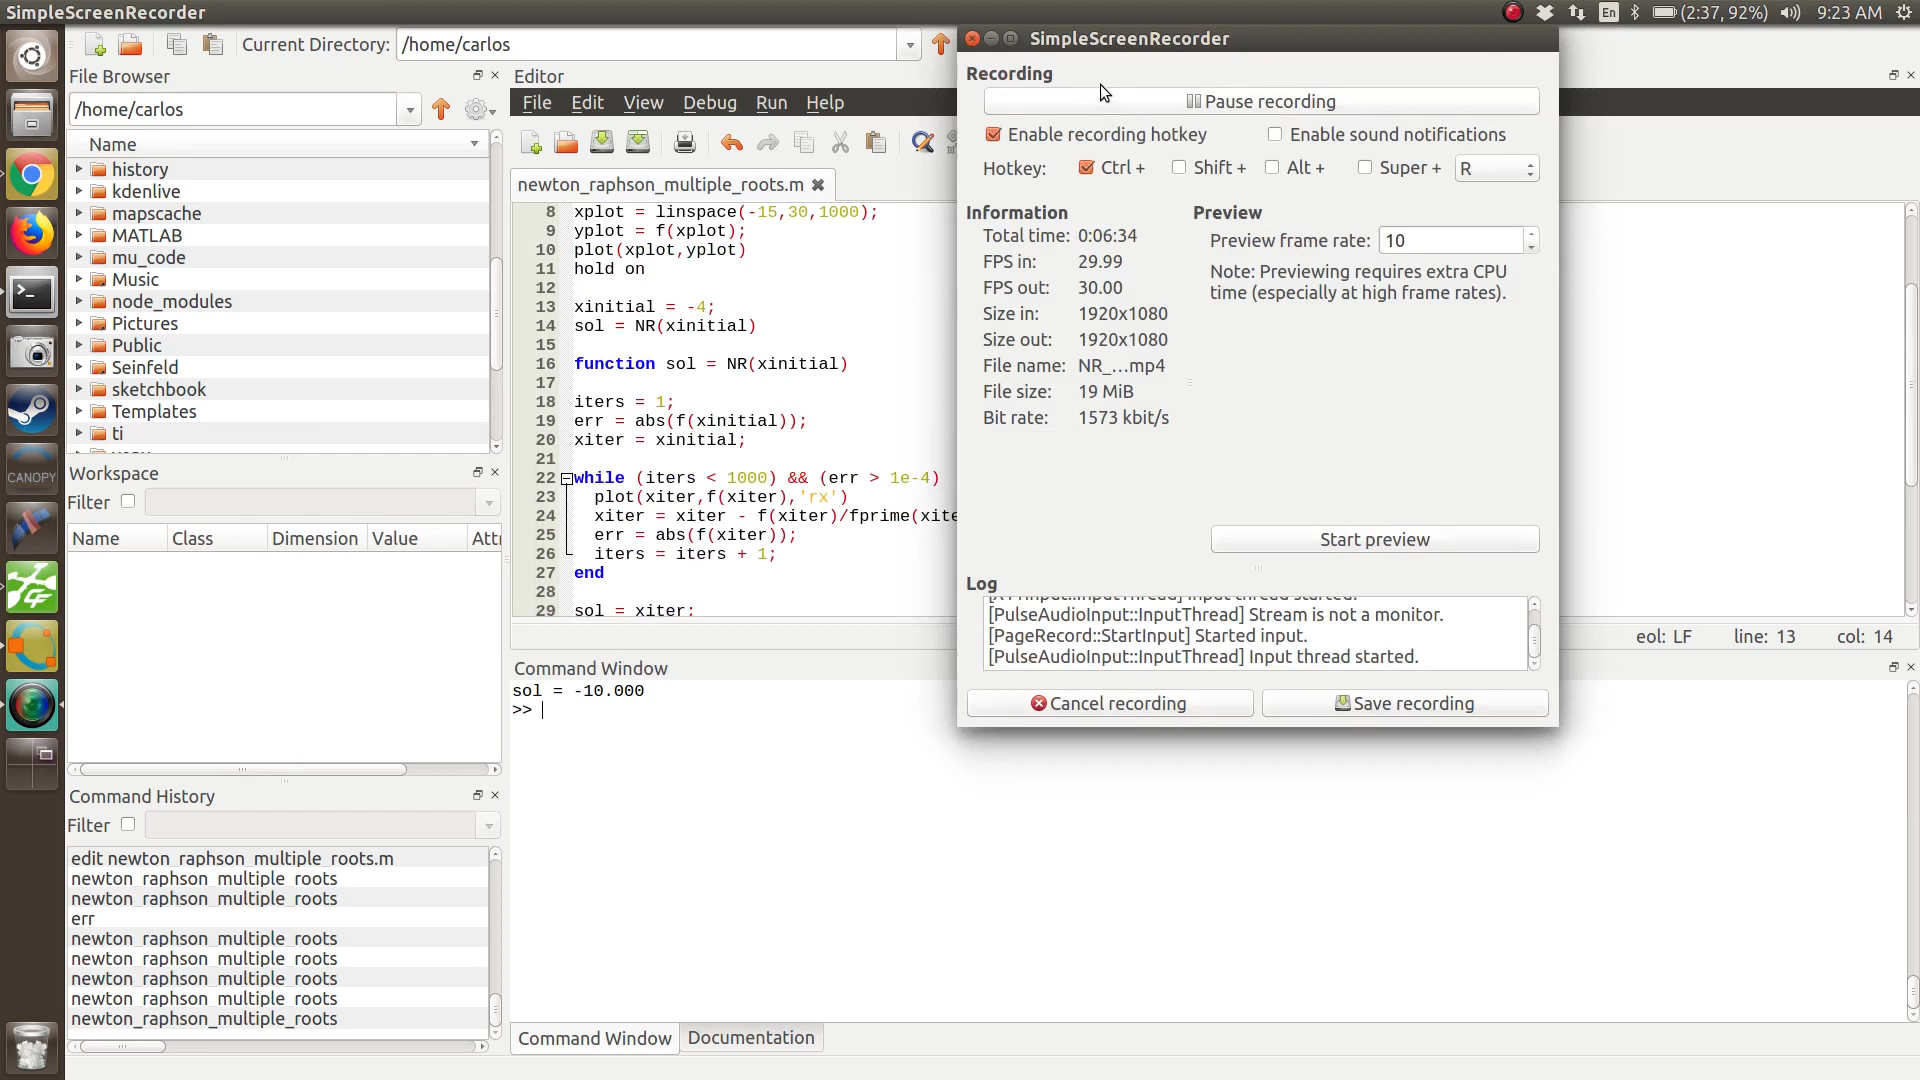 SimpleScreenRecorder
En
(2:37, 92%)
9:23 AM
Current Directory:
/home/carlos
File Browser
/home/carlos
Name
history
kdenlive
mapscache
MATLAB
mu_code
Music
node_modules
Pictures
Public
Seinfeld
sketchbook
Templates
ti
CANOPY
Workspace
Filter
Name Class Dimension Value Attr
Command History
Filter
edit newton_raphson_multiple_roots.m
newton_raphson_multiple_roots
newton_raphson_multiple_roots
err
newton_raphson_multiple_roots
newton_raphson_multiple_roots
newton_raphson_multiple_roots
newton_raphson_multiple_roots
newton_raphson_multiple_roots
Editor
File Edit View Debug Run Help
newton_raphson_multiple_roots.m
8 xplot = linspace(-15,30,1000);
9 yplot = f(xplot);
10 plot(xplot,yplot)
11 hold on
12
13 xinitial = -4;
14 sol = NR(xinitial)
15
16 function sol = NR(xinitial)
17
18 iters = 1;
19 err = abs(f(xinitial));
20 xiter = xinitial;
21
22 while (iters < 1000) && (err > 1e-4)
23 plot(xiter,f(xiter),'rx')
24 xiter = xiter - f(xiter)/fprime(xite
25 err = abs(f(xiter));
26 iters = iters + 1;
27 end
28
29 sol = xiter;
eol: LF line: 13 col: 14
Command Window
sol = -10.000
>>
Command Window Documentation
SimpleScreenRecorder
Recording
Pause recording
Enable recording hotkey Enable sound notifications
Hotkey: Ctrl + Shift + Alt + Super + R
Information
Total time: 0:06:34
FPS in: 29.99
FPS out: 30.00
Size in: 1920x1080
Size out: 1920x1080
File name: NR_...mp4
File size: 19 MiB
Bit rate: 1573 kbit/s
Preview
Preview frame rate: 10
Note: Previewing requires extra CPU
time (especially at high frame rates).
Start preview
Log
[PulseAudioInput::InputThread] Stream is not a monitor.
[PageRecord::StartInput] Started input.
[PulseAudioInput::InputThread] Input thread started.
Cancel recording Save recording